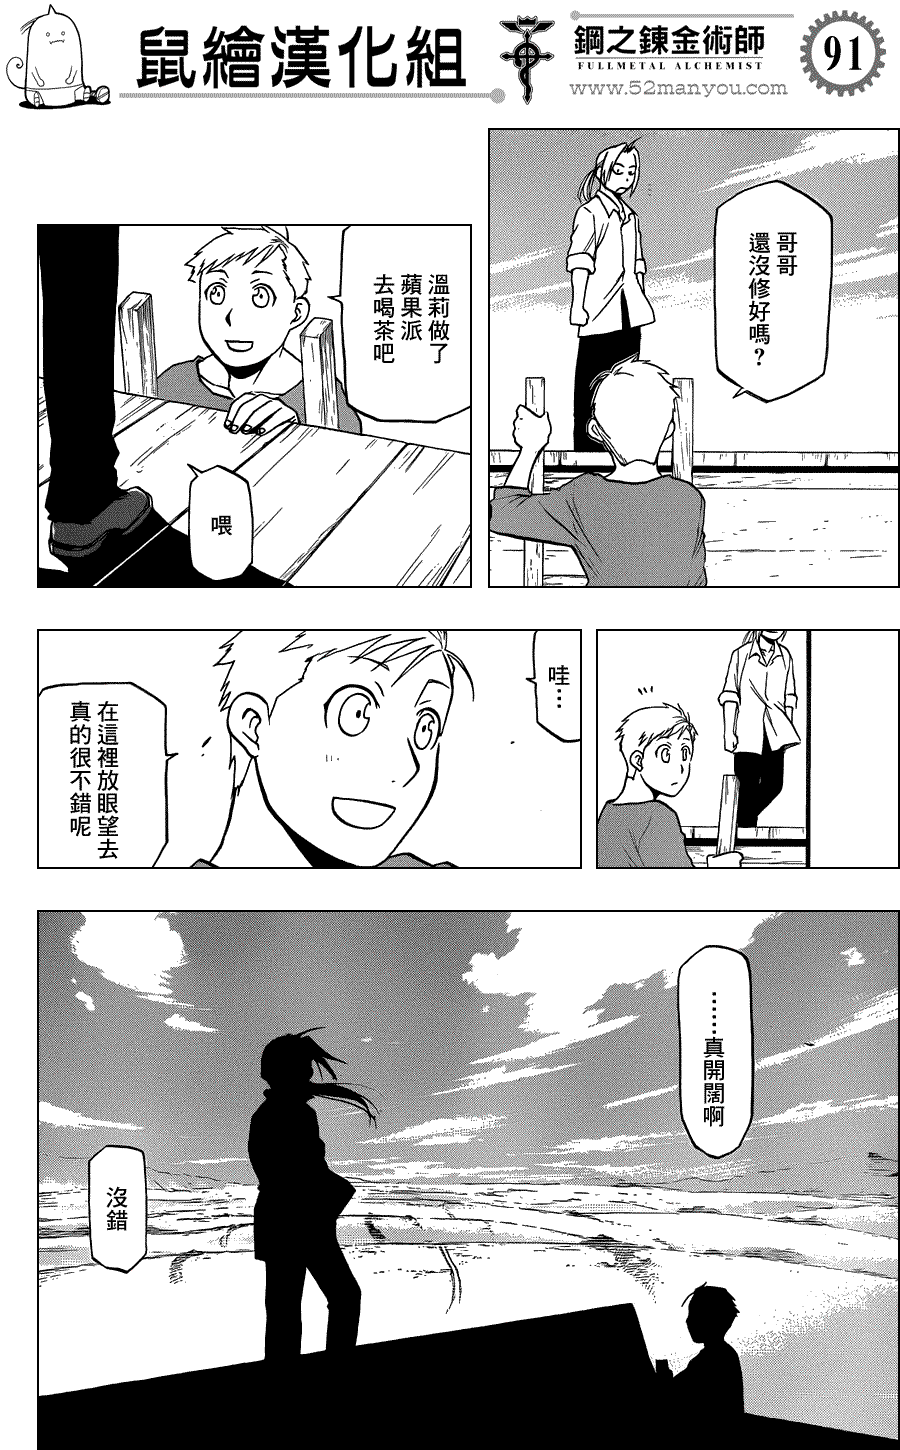 鼠繪漢化組
鋼之鍊金術師
FULLMETAL ALCHEMIST
www.52manyou.com
91
哥哥
還沒修好嗎？
溫莉做了
蘋果派
去喝茶吧
喂
哇…
在這裡放眼望去
真的很不錯呢
……真開闊啊
沒錯